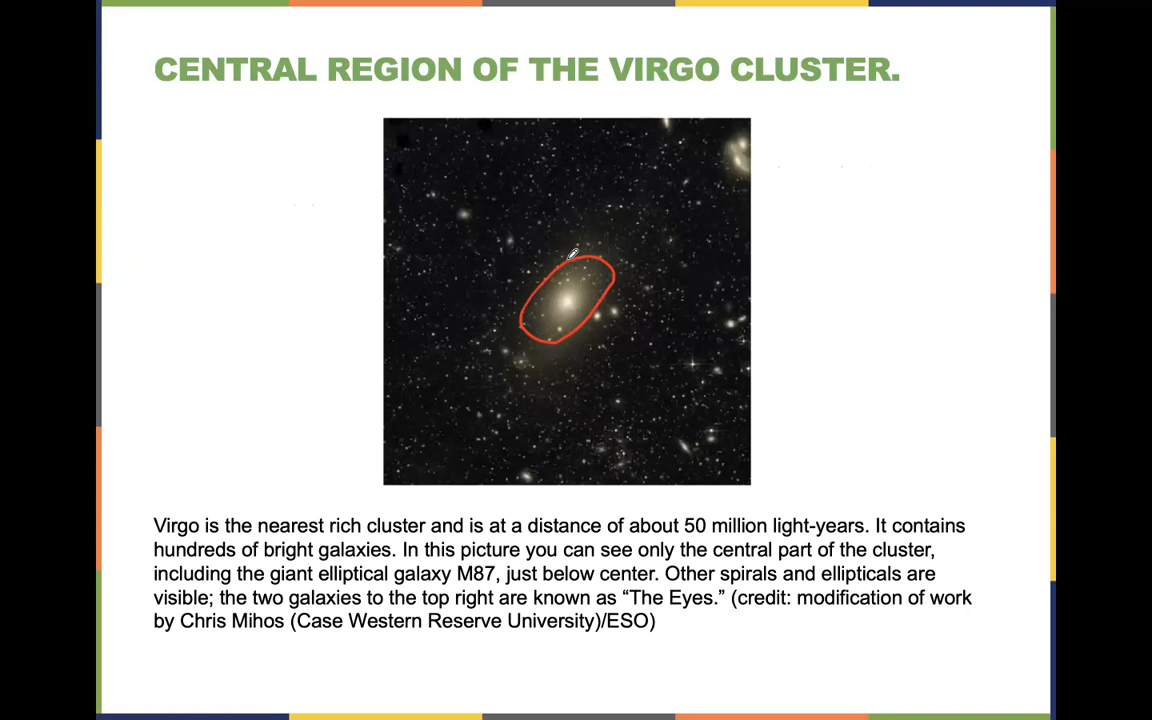 CENTRAL REGION OF THE VIRGO CLUSTER.
Virgo is the nearest rich cluster and is at a distance of about 50 million light-years. It contains
hundreds of bright galaxies. In this picture you can see only the central part of the cluster,
including the giant elliptical galaxy M87, just below center. Other spirals and ellipticals are
visible; the two galaxies to the top right are known as “The Eyes.” (credit: modification of work
by Chris Mihos (Case Western Reserve University)/ESO)